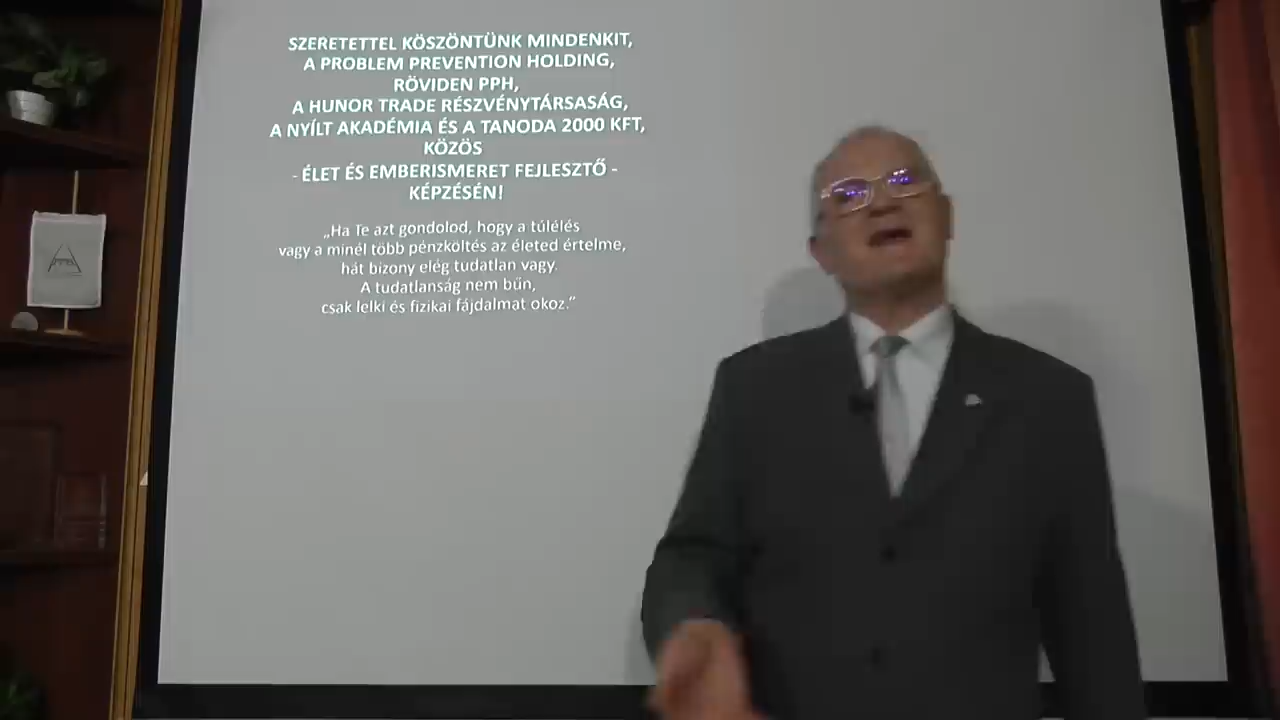 SZERETETTEL KÖSZÖNTÜNK MINDENKIT,
A PROBLEM PREVENTION HOLDING,
RÖVIDEN PPH,
A HUNOR TRADE RÉSZVÉNYTÁRSASÁG,
A NYÍLT AKADÉMIA ÉS A TANODA 2000 KFT,
KÖZÖS
- ÉLET ÉS EMBERISMERET FEJLESZTŐ -
KÉPZÉSÉN!
„Ha Te azt gondolod, hogy a túlélés
vagy a minél több pénzköltés az életed értelme,
hát bizony elég tudatlan vagy.
A tudatlanság nem bűn,
csak lelki és fizikai fájdalmat okoz.”